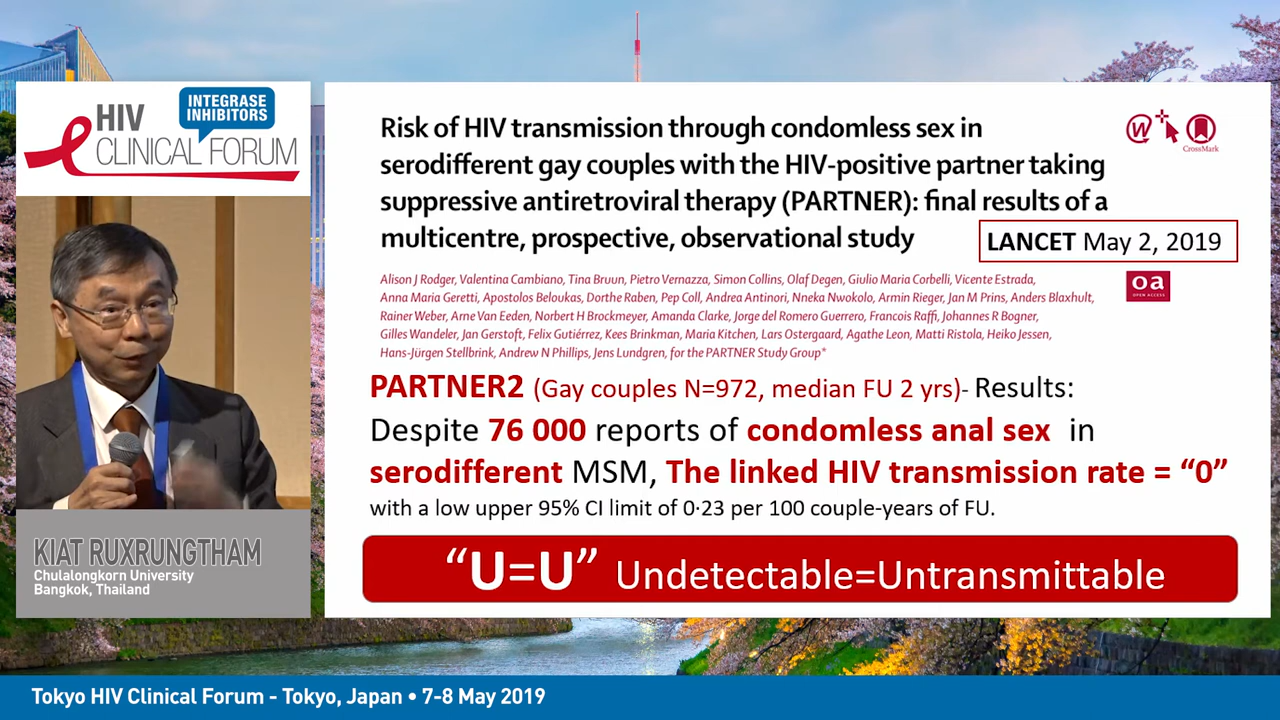 HIV
INTEGRASE
INHIBITORS
CLINICAL FORUM
KIAT RUXRUNGTHAM
Chulalongkorn University
Bangkok, Thailand
Risk of HIV transmission through condomless sex in
serodifferent gay couples with the HIV-positive partner taking
suppressive antiretroviral therapy (PARTNER): final results of a
multicentre, prospective, observational study
LANCET May 2, 2019
CrossMark
Alison J Rodger, Valentina Cambiano, Tina Bruun, Pietro Vernazza, Simon Collins, Olaf Degen, Giulio Maria Corbelli, Vicente Estrada,
Anna Maria Geretti, Apostolos Beloukas, Dorthe Raben, Pep Coll, Andrea Antinori, Nneka Nwokolo, Armin Rieger, Jan M Prins, Anders Blaxhult,
Rainer Weber, Arne Van Eeden, Norbert H Brockmeyer, Amanda Clarke, Jorge del Romero Guerrero, Francois Raffi, Johannes R Bogner,
Gilles Wandeler, Jan Gerstoft, Felix Gutiérrez, Kees Brinkman, Maria Kitchen, Lars Ostergaard, Agathe Leon, Matti Ristola, Heiko Jessen,
Hans-Jürgen Stellbrink, Andrew N Phillips, Jens Lundgren, for the PARTNER Study Group*
oa
OPEN ACCESS
PARTNER2 (Gay couples N=972, median FU 2 yrs)- Results:
Despite 76 000 reports of condomless anal sex in
serodifferent MSM, The linked HIV transmission rate = “0”
with a low upper 95% CI limit of 0·23 per 100 couple-years of FU.
“U=U” Undetectable=Untransmittable
Tokyo HIV Clinical Forum - Tokyo, Japan • 7-8 May 2019